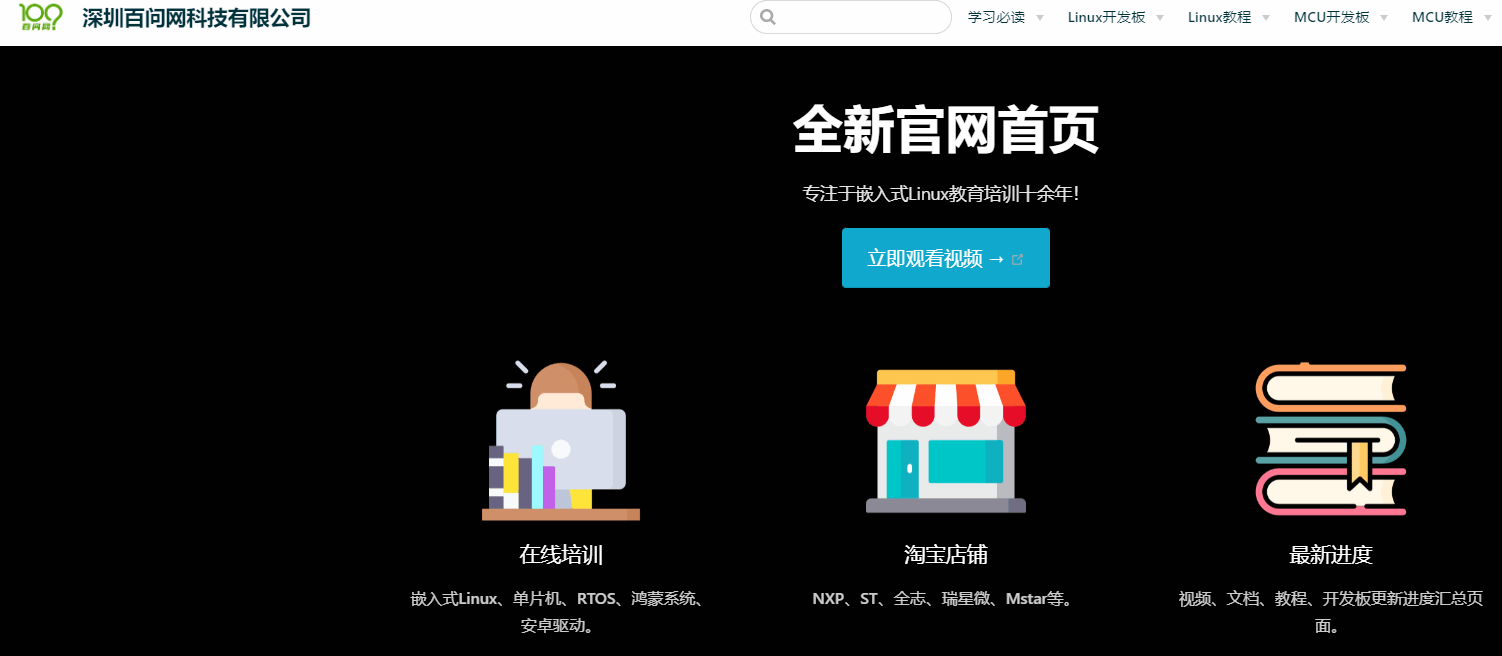 100?
百问网
深圳百问网科技有限公司
学习必读
Linux开发板
Linux教程
MCU开发板
MCU教程
全新官网首页
专注于嵌入式Linux教育培训十余年!
立即观看视频 →
在线培训
嵌入式Linux、单片机、RTOS、鸿蒙系统、
安卓驱动。
淘宝店铺
NXP、ST、全志、瑞星微、Mstar等。
最新进度
视频、文档、教程、开发板更新进度汇总页
面。